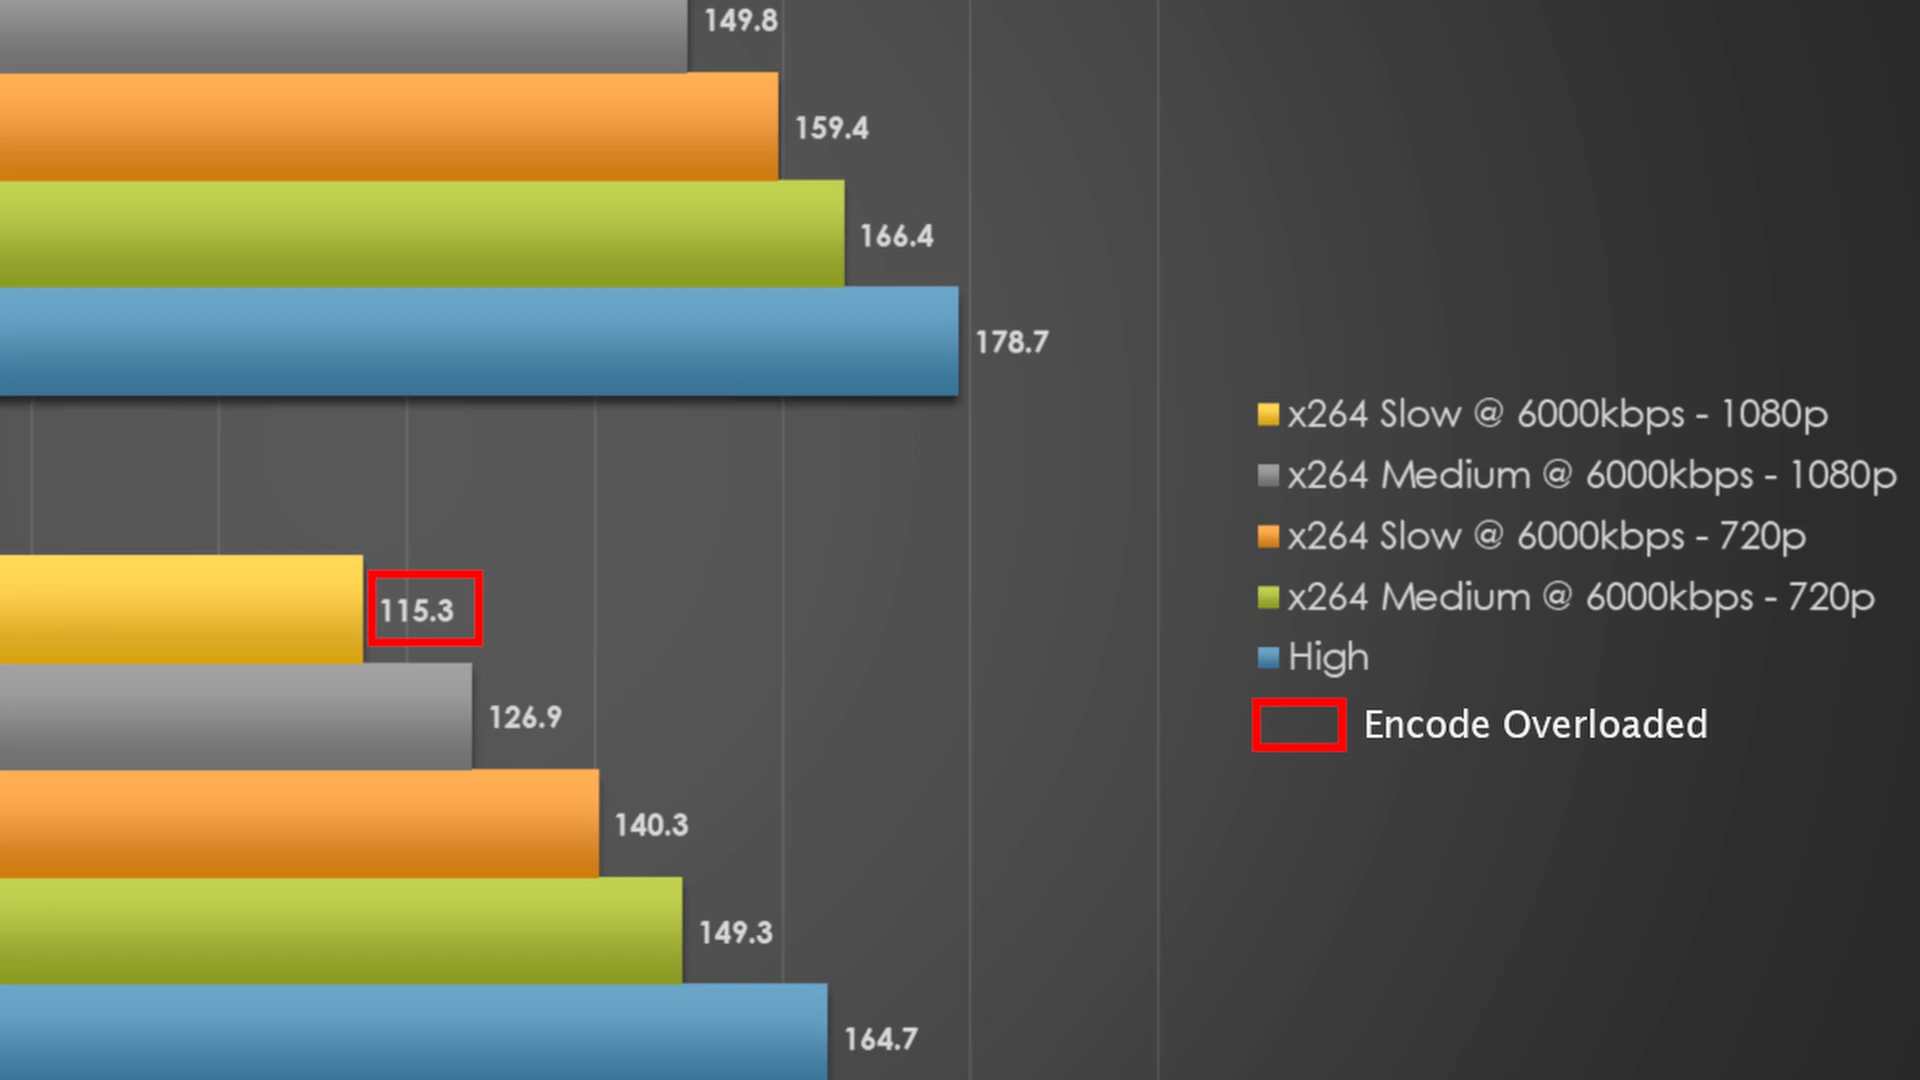 149.8
159.4
166.4
178.7
x264 Slow @ 6000kbps - 1080p
x264 Medium @ 6000kbps - 1080p
x264 Slow @ 6000kbps - 720p
x264 Medium @ 6000kbps - 720p
High
Encode Overloaded
115.3
126.9
140.3
149.3
164.7